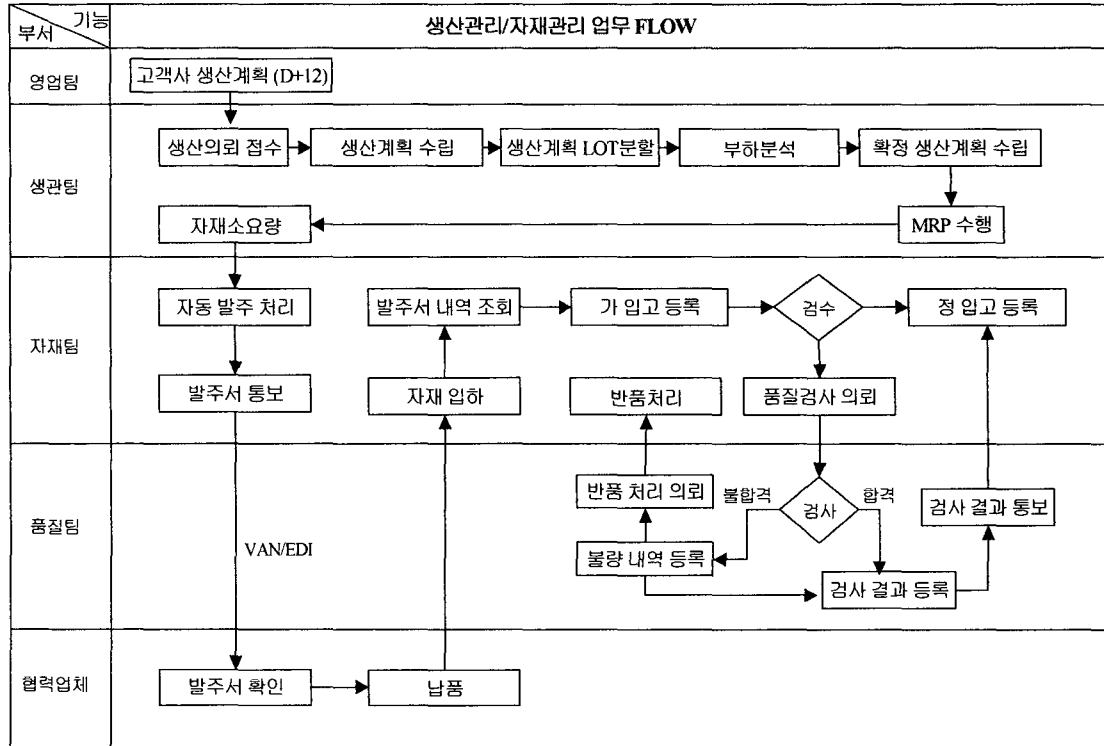 기능
부서
생산관리/자재관리 업무 FLOW
영업팀
고객사 생산계획 (D+12)
생관팀
생산의뢰 접수
생산계획 수립
생산계획 LOT분할
부하분석
확정 생산계획 수립
자재소요량
MRP 수행
자재팀
자동 발주 처리
발주서 내역 조회
가 입고 등록
검수
정 입고 등록
발주서 통보
자재 입하
반품처리
품질검사 의뢰
품질팀
VAN/EDI
반품 처리 의뢰
불합격
검사
합격
검사 결과 통보
불량 내역 등록
검사 결과 등록
협력업체
발주서 확인
납품